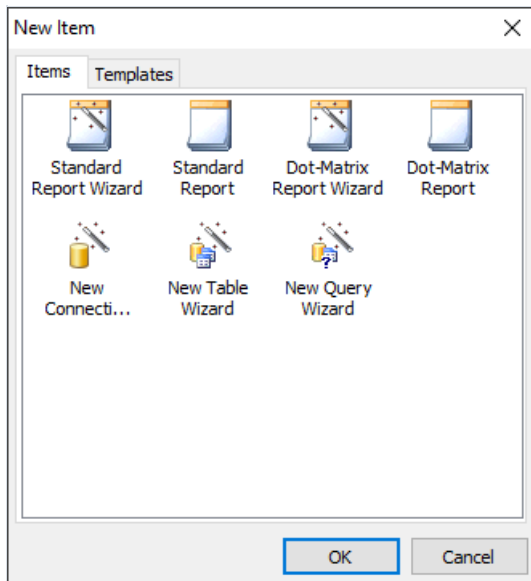 New Item
Items Templates
Standard Standard Dot-Matrix Dot-Matrix
Report Wizard Report Report Wizard Report
New New Table New Query
Connecti... Wizard Wizard
OK Cancel